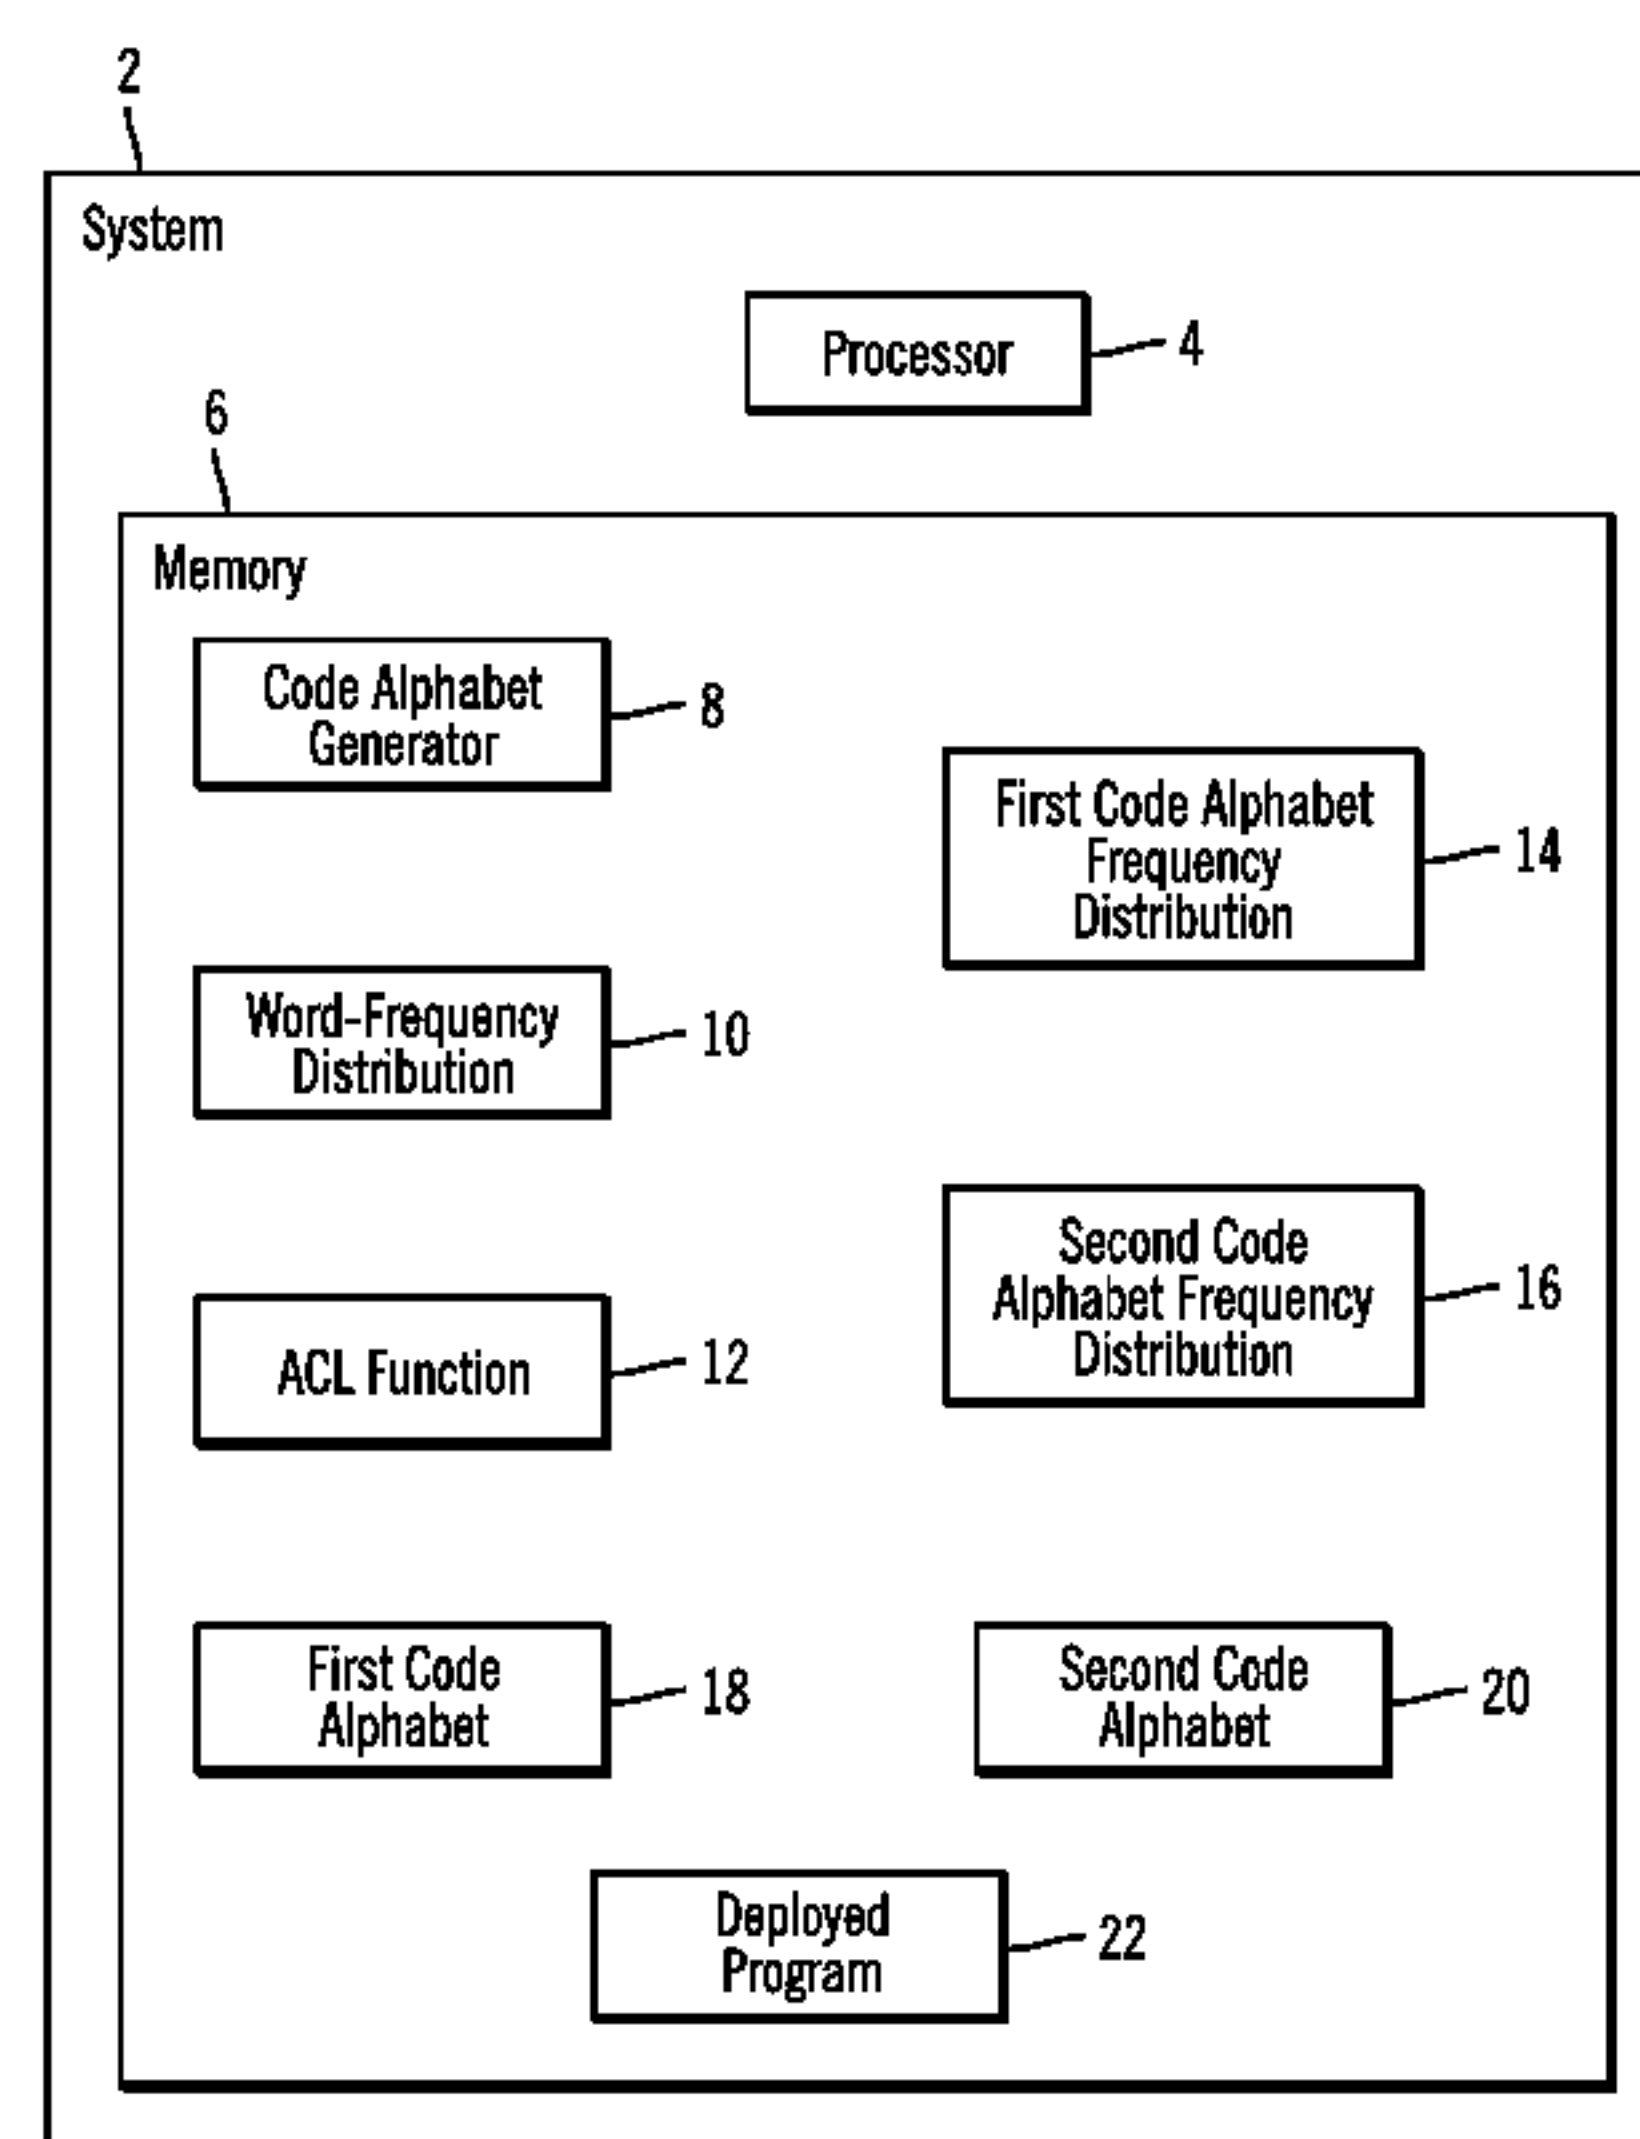 2
System
Processor
4
6
Memory
Code Alphabet
Generator
8
First Code Alphabet
Frequency
Distribution
14
Word-Frequency
Distribution
10
Second Code
Alphabet Frequency
Distribution
16
ACL Function
12
First Code
Alphabet
18
Second Code
Alphabet
20
Deployed
Program
22